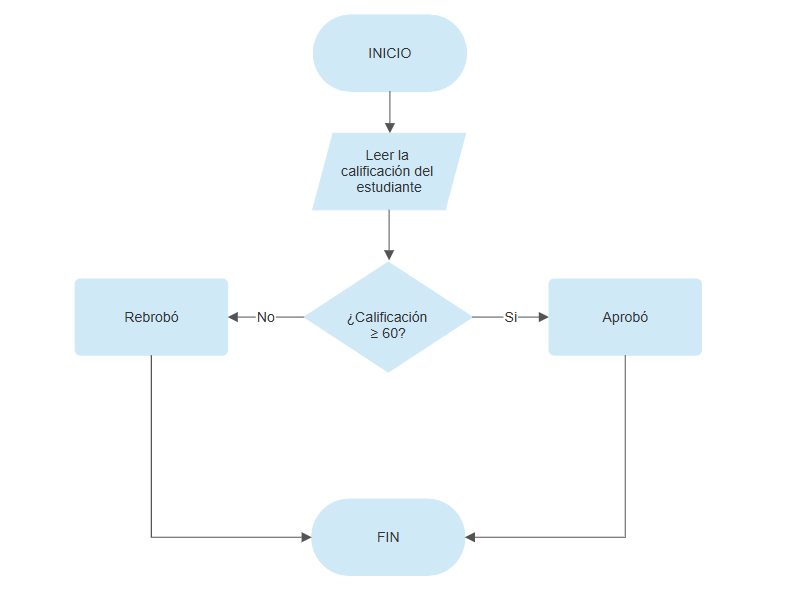 INICIO
Leer la
calificación del
estudiante
¿Calificación
≥ 60?
No
Si
Rebrobó
Aprobó
FIN